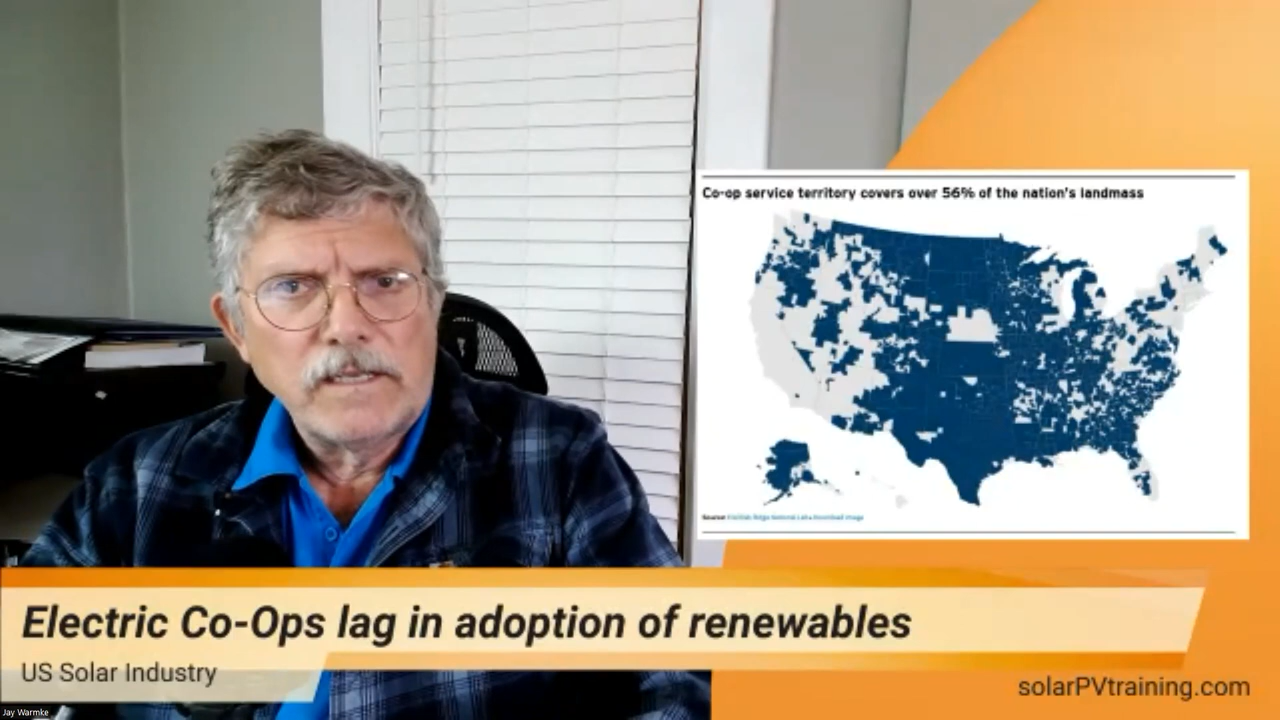 Co-op service territory covers over 56% of the nation's landmass
Source:
Electric Co-Ops lag in adoption of renewables
US Solar Industry
solarPVtraining.com
Jay Warmke